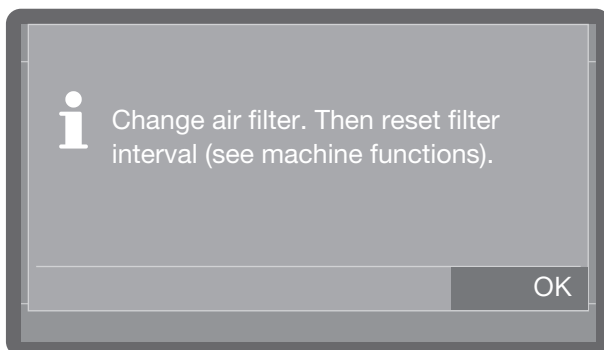 Change air filter. Then reset filter
interval (see machine functions).
OK